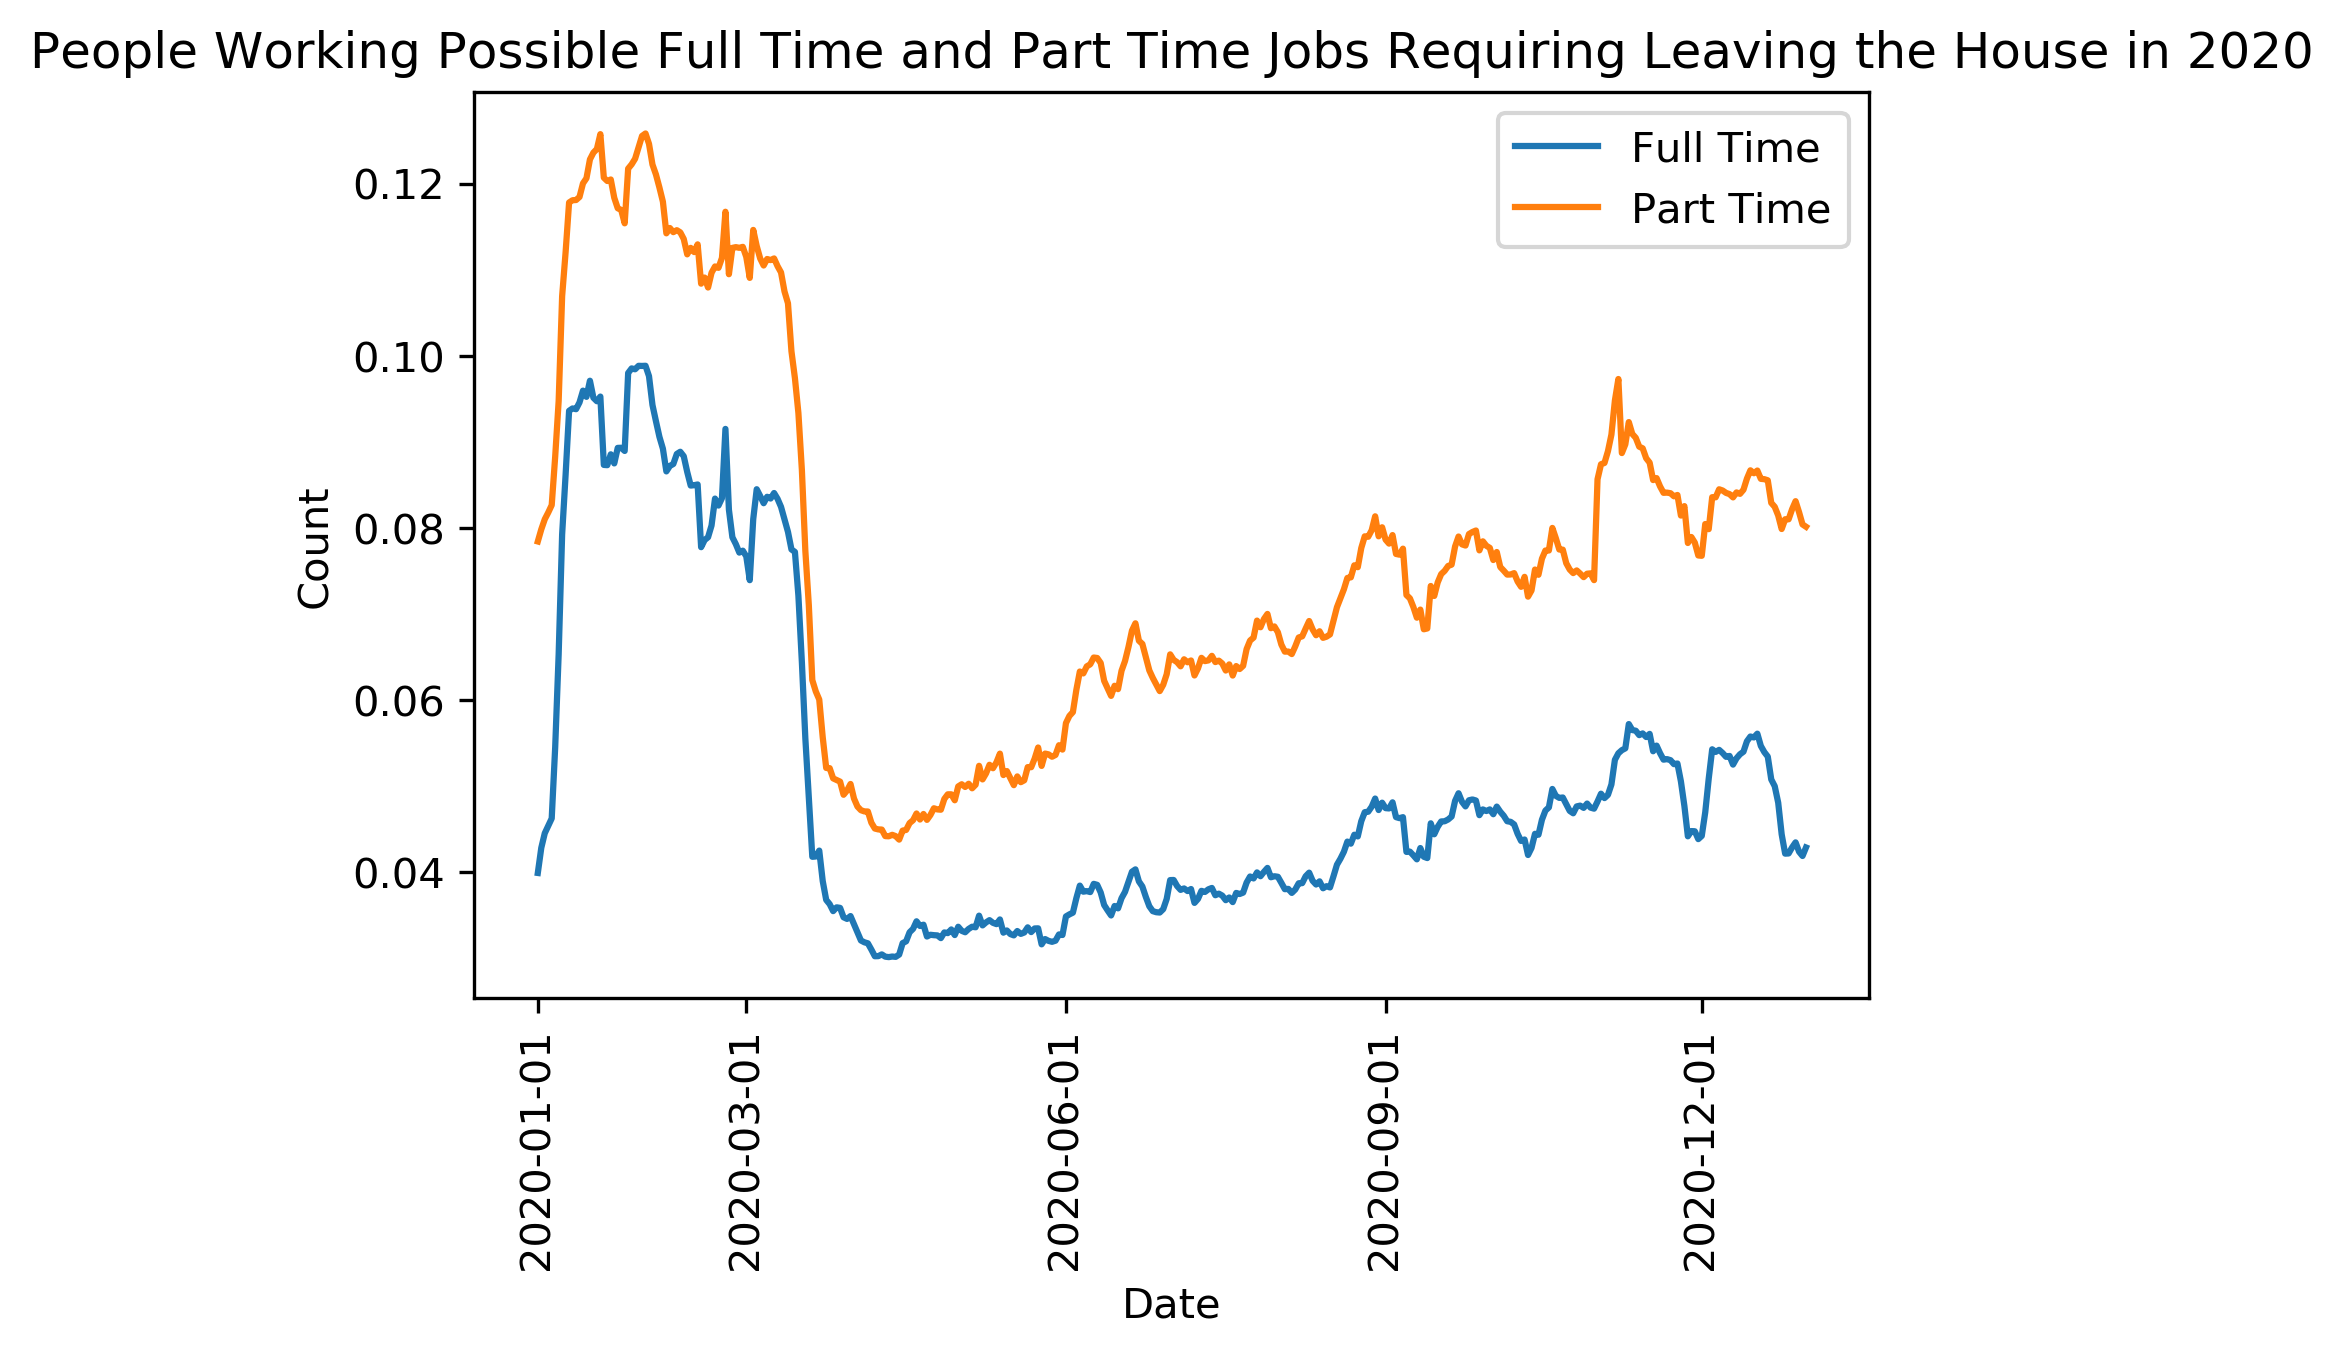 People Working Possible Full Time and Part Time Jobs Requiring Leaving the House in 2020
Full Time
Part Time
0.12
0.10
0.08
0.06
0.04
Count
2020-01-01
2020-03-01
2020-06-01
2020-09-01
2020-12-01
Date